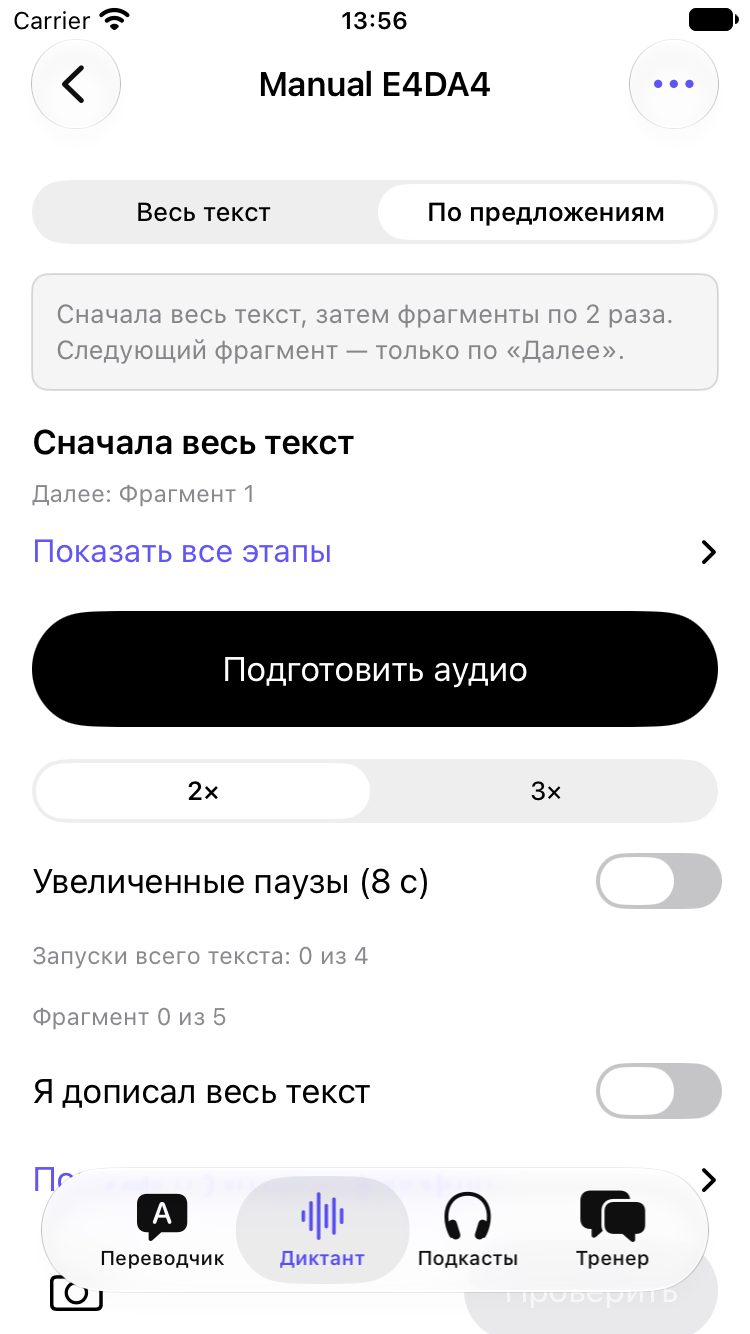 Carrier 13:56
Manual E4DA4
Весь текст По предложениям
Сначала весь текст, затем фрагменты по 2 раза.
Следующий фрагмент — только по «Далее».
Сначала весь текст
Далее: Фрагмент 1
Показать все этапы
Подготовить аудио
2× 3×
Увеличенные паузы (8 с)
Запуски всего текста: 0 из 4
Фрагмент 0 из 5
Я дописал весь текст
Переводчик Диктант Подкасты Тренер
Проверить